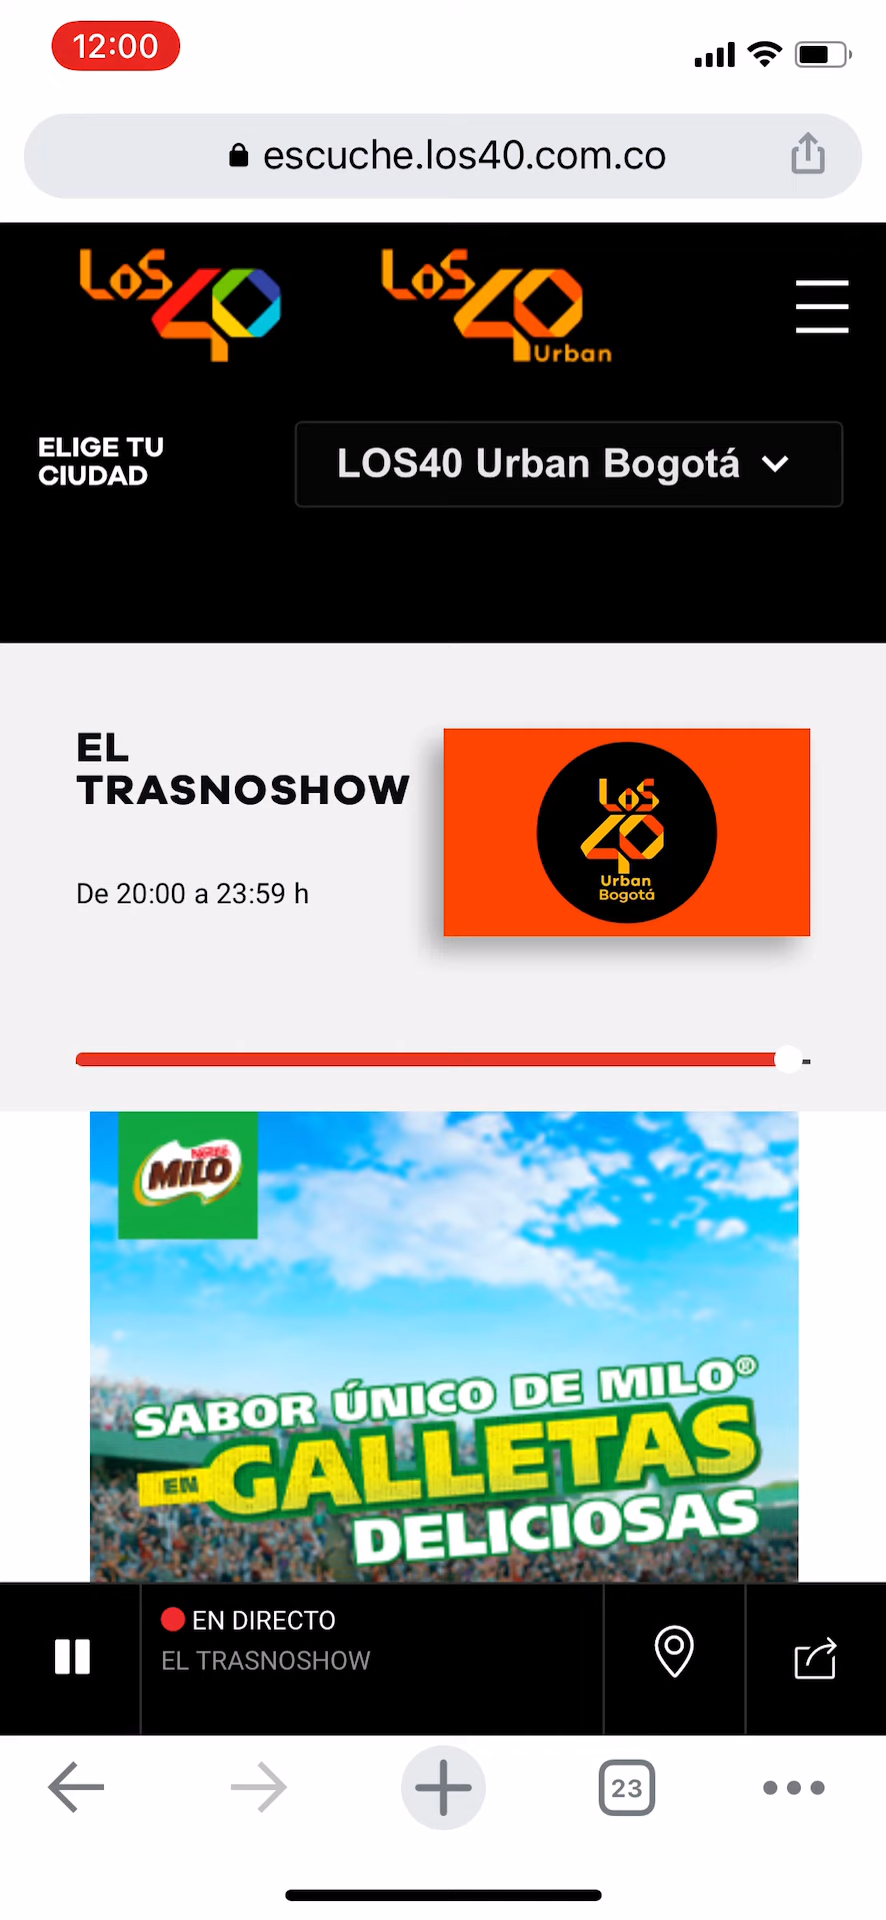 12:00
escuche.los40.com.co
LOS
40
LOS
40
Urban
ELIGE TU
CIUDAD
LOS40 Urban Bogotá
EL
TRASNOSHOW
De 20:00 a 23:59 h
LOS
40
Urban
Bogotá
Nestlé
MILO
SABOR ÚNICO DE MILO®
EN GALLETAS
DELICIOSAS
EN DIRECTO
EL TRASNOSHOW
23